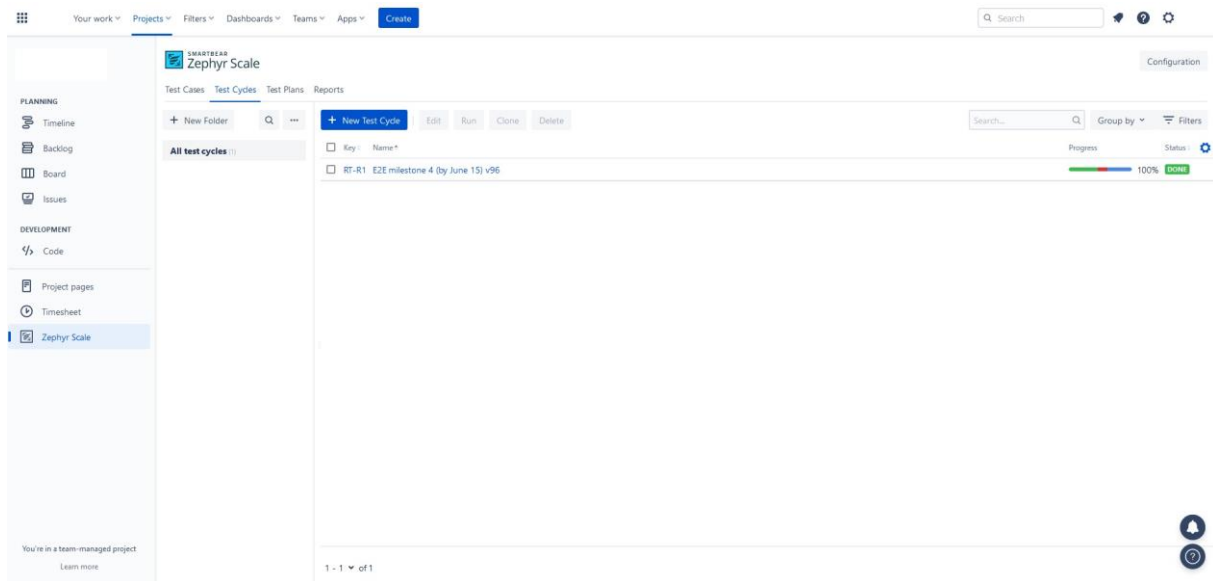 Your work Projects Filters Dashboards Teams Apps Create Search
SMARTBEAR
Zephyr Scale
Configuration
Test Cases Test Cycles Test Plans Reports
PLANNING
Timeline
Backlog
Board
Issues
DEVELOPMENT
Code
Project pages
Timesheet
Zephyr Scale
You're in a team-managed project
Learn more
+ New Folder
All test cycles (1)
+ New Test Cycle Edit Run Clone Delete Search... Group by Filters
Key Name Progress Status
RT-R1 E2E milestone 4 (by June 15) v96 100% DONE
1 - 1 of 1